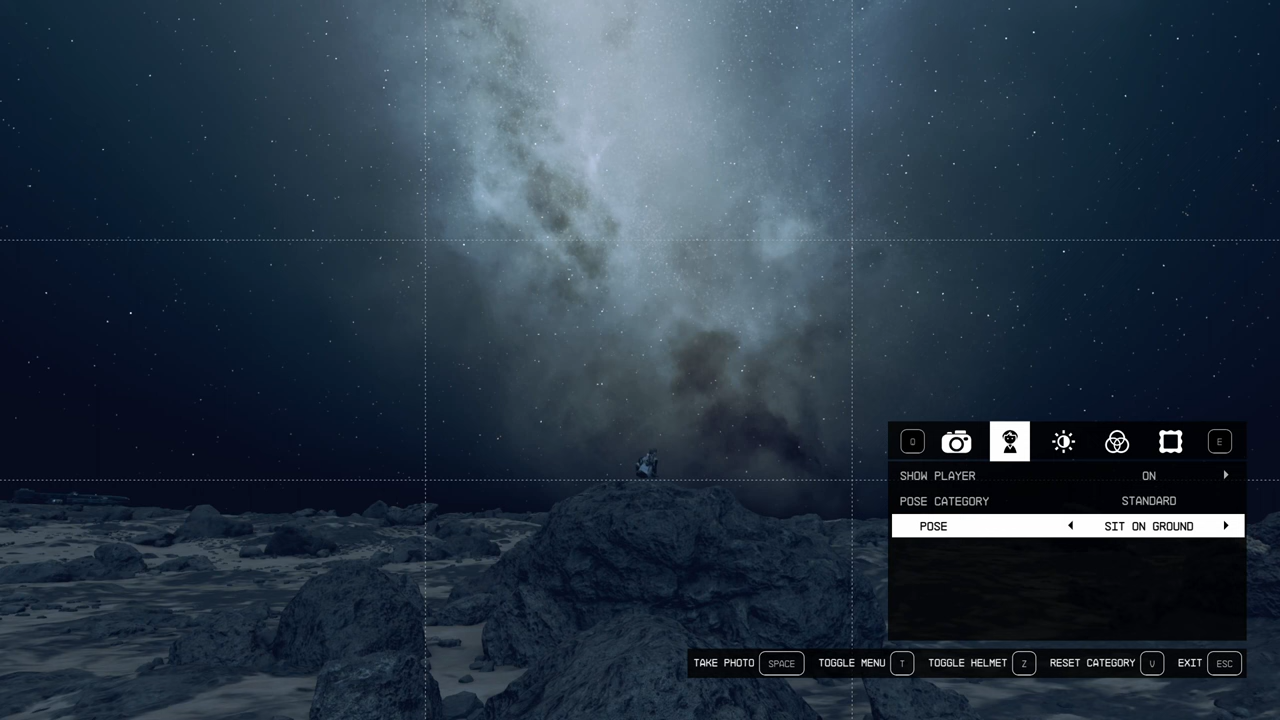 Q E
SHOW PLAYER ON
POSE CATEGORY STANDARD
POSE SIT ON GROUND
TAKE PHOTO SPACE TOGGLE MENU T TOGGLE HELMET Z RESET CATEGORY V EXIT ESC